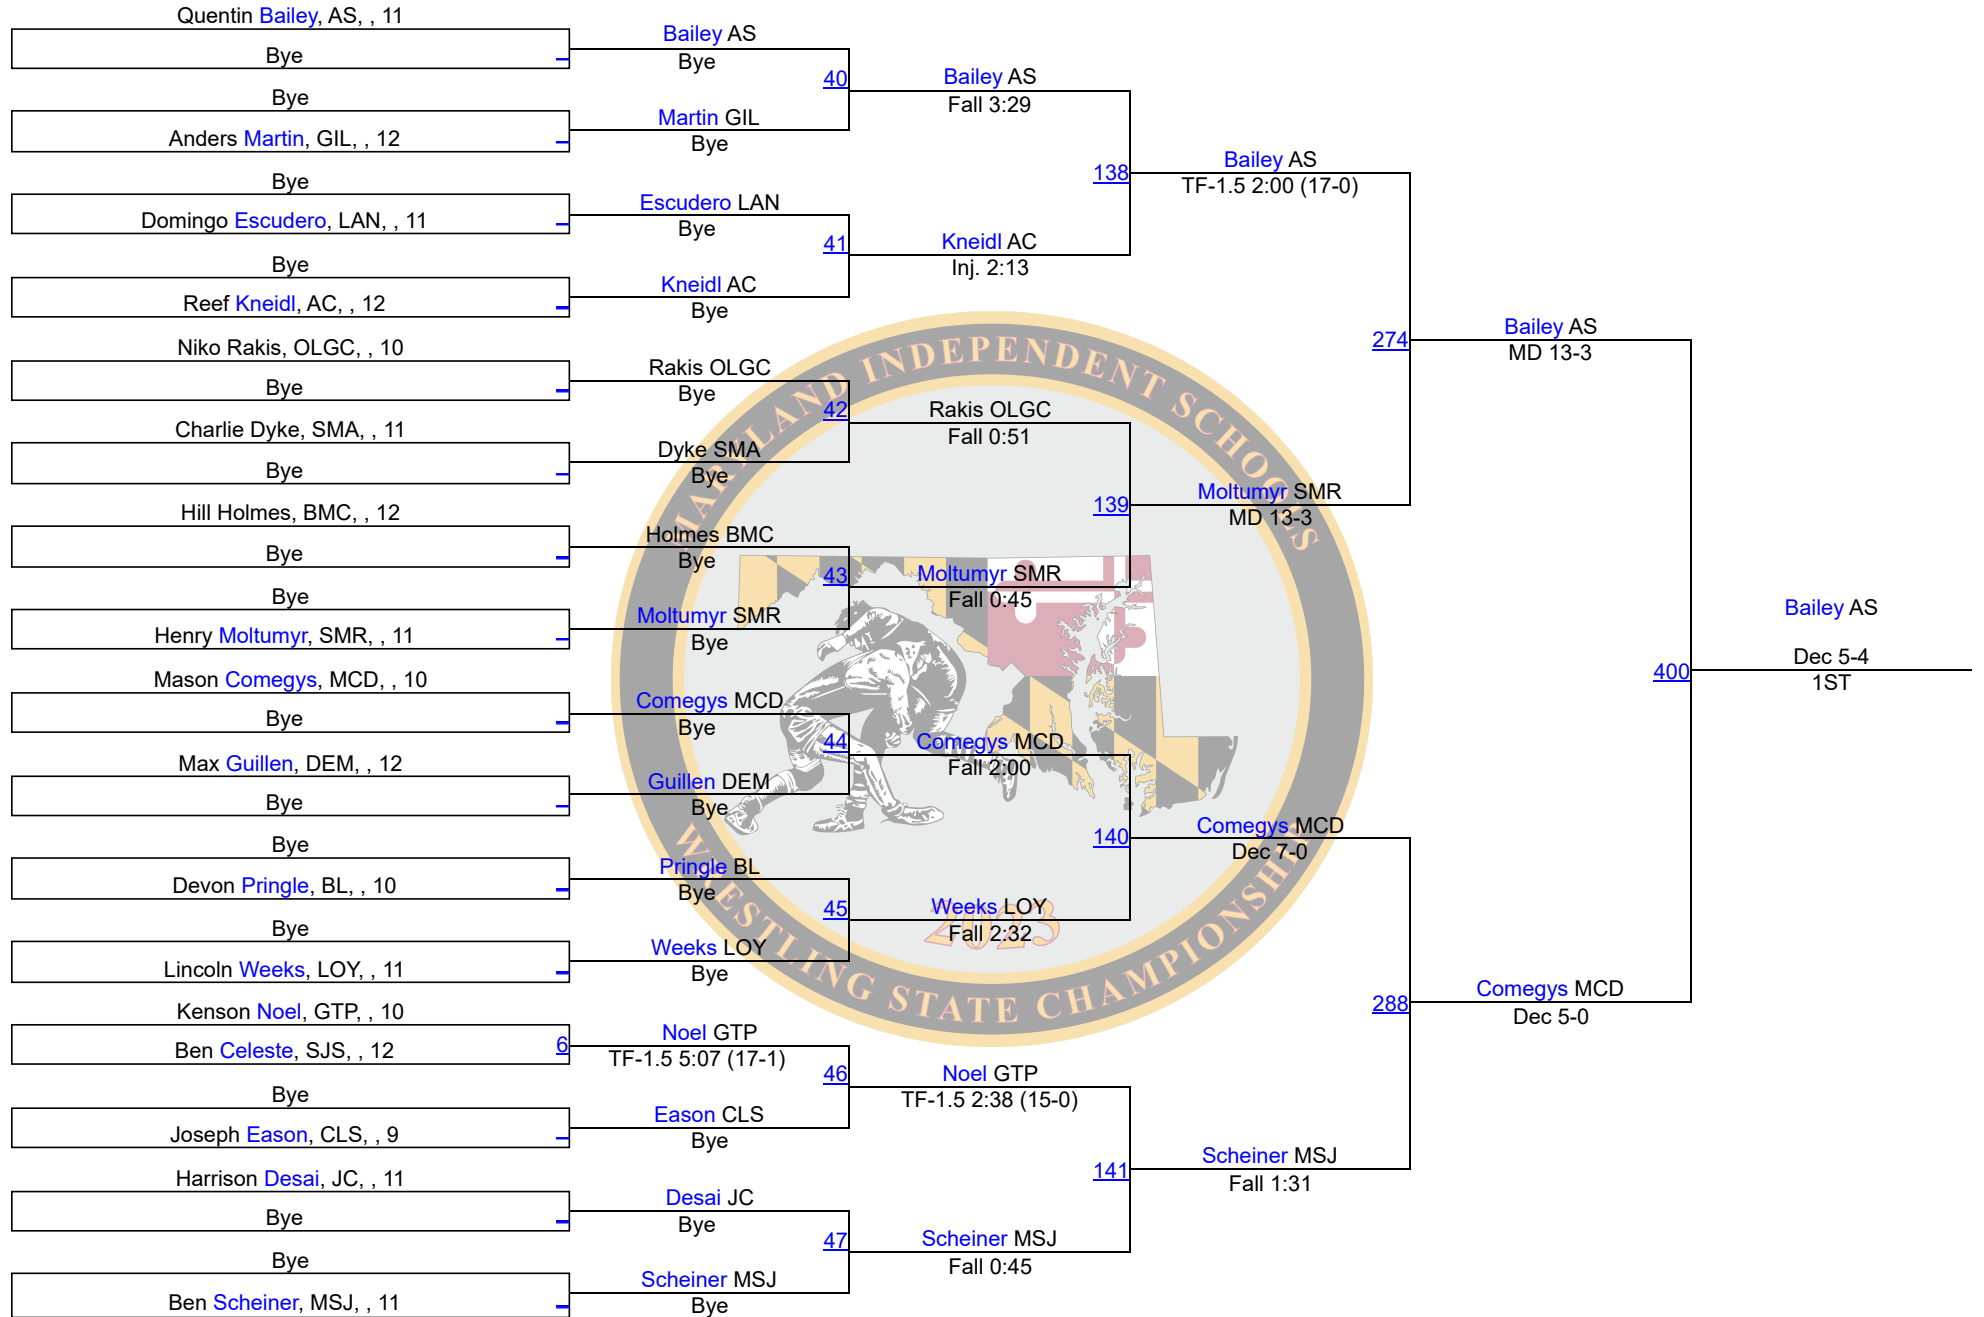 Quentin Bailey, AS, , 11
Bye
Bye
Anders Martin, GIL, , 12
Bye
Domingo Escudero, LAN, , 11
Bye
Reef Kneidl, AC, , 12
Niko Rakis, OLGC, , 10
Bye
Charlie Dyke, SMA, , 11
Bye
Hill Holmes, BMC, , 12
Bye
Bye
Henry Moltumyr, SMR, , 11
Mason Comegys, MCD, , 10
Bye
Max Guillen, DEM, , 12
Bye
Bye
Devon Pringle, BL, , 10
Bye
Lincoln Weeks, LOY, , 11
Kenson Noel, GTP, , 10
Ben Celeste, SJS, , 12
6
Bye
Joseph Eason, CLS, , 9
Harrison Desai, JC, , 11
Bye
Bye
Ben Scheiner, MSJ, , 11
Bailey AS
Bye
40
Martin GIL
Bye
Escudero LAN
Bye
41
Kneidl AC
Bye
Rakis OLGC
Bye
42
Dyke SMA
Bye
Holmes BMC
Bye
43
Moltumyr SMR
Bye
Comegys MCD
Bye
44
Guillen DEM
Bye
Pringle BL
Bye
45
Weeks LOY
Bye
Noel GTP
TF-1.5 5:07 (17-1)
46
Eason CLS
Bye
Desai JC
Bye
47
Scheiner MSJ
Bye
Bailey AS
Fall 3:29
138
Kneidl AC
Inj. 2:13
Rakis OLGC
Fall 0:51
139
Moltumyr SMR
Fall 0:45
Comegys MCD
Fall 2:00
140
Weeks LOY
Fall 2:32
Noel GTP
TF-1.5 2:38 (15-0)
141
Scheiner MSJ
Fall 0:45
Bailey AS
TF-1.5 2:00 (17-0)
274
Moltumyr SMR
MD 13-3
Comegys MCD
Dec 7-0
288
Scheiner MSJ
Fall 1:31
Bailey AS
MD 13-3
400
Comegys MCD
Dec 5-0
Bailey AS
Dec 5-4
1ST
MARYLAND INDEPENDENT SCHOOLS
2023
WRESTLING STATE CHAMPIONSHIP